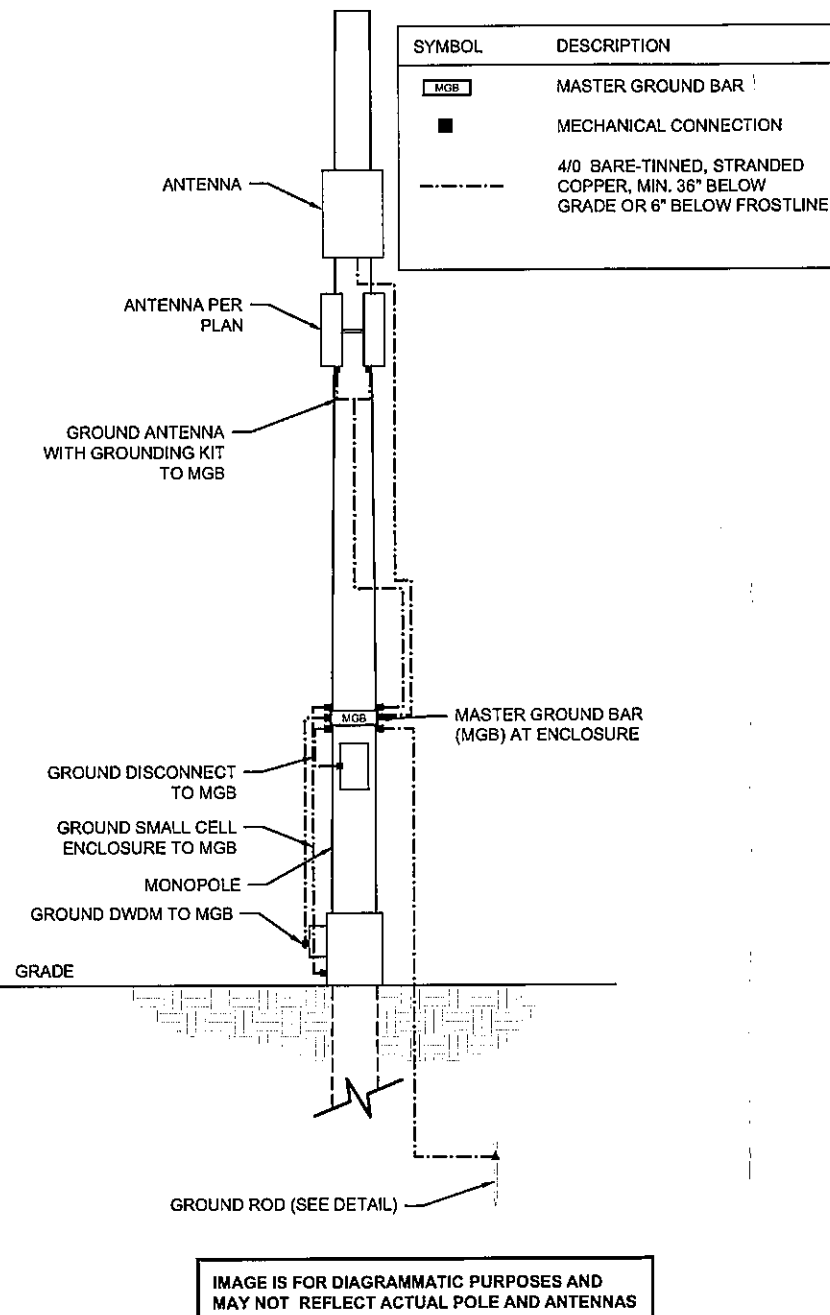 SYMBOL DESCRIPTION
MGB MASTER GROUND BAR
MECHANICAL CONNECTION
4/0 BARE-TINNED, STRANDED
COPPER, MIN. 36" BELOW
GRADE OR 6" BELOW FROSTLINE
ANTENNA
ANTENNA PER
PLAN
GROUND ANTENNA
WITH GROUNDING KIT
TO MGB
MGB
MASTER GROUND BAR
(MGB) AT ENCLOSURE
GROUND DISCONNECT
TO MGB
GROUND SMALL CELL
ENCLOSURE TO MGB
MONOPOLE
GROUND DWDM TO MGB
GRADE
GROUND ROD (SEE DETAIL)
IMAGE IS FOR DIAGRAMMATIC PURPOSES AND
MAY NOT REFLECT ACTUAL POLE AND ANTENNAS